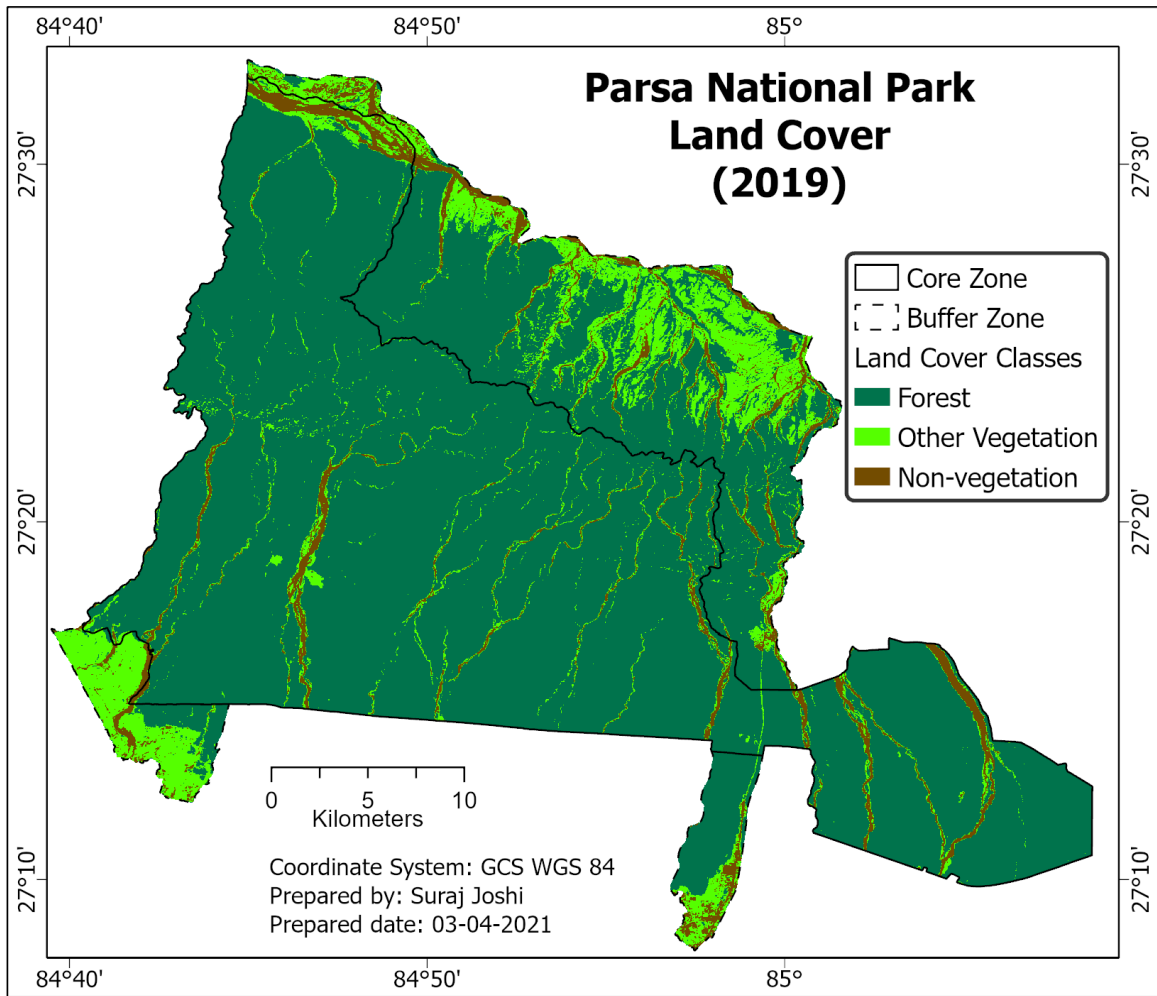 84°40'
84°50'
85°
Parsa National Park
Land Cover
(2019)
27°30'
27°30'
Core Zone
Buffer Zone
Land Cover Classes
Forest
Other Vegetation
Non-vegetation
27°20'
27°20'
0
5
10
Kilometers
Coordinate System: GCS WGS 84
Prepared by: Suraj Joshi
Prepared date: 03-04-2021
27°10'
27°10'
84°40'
84°50'
85°